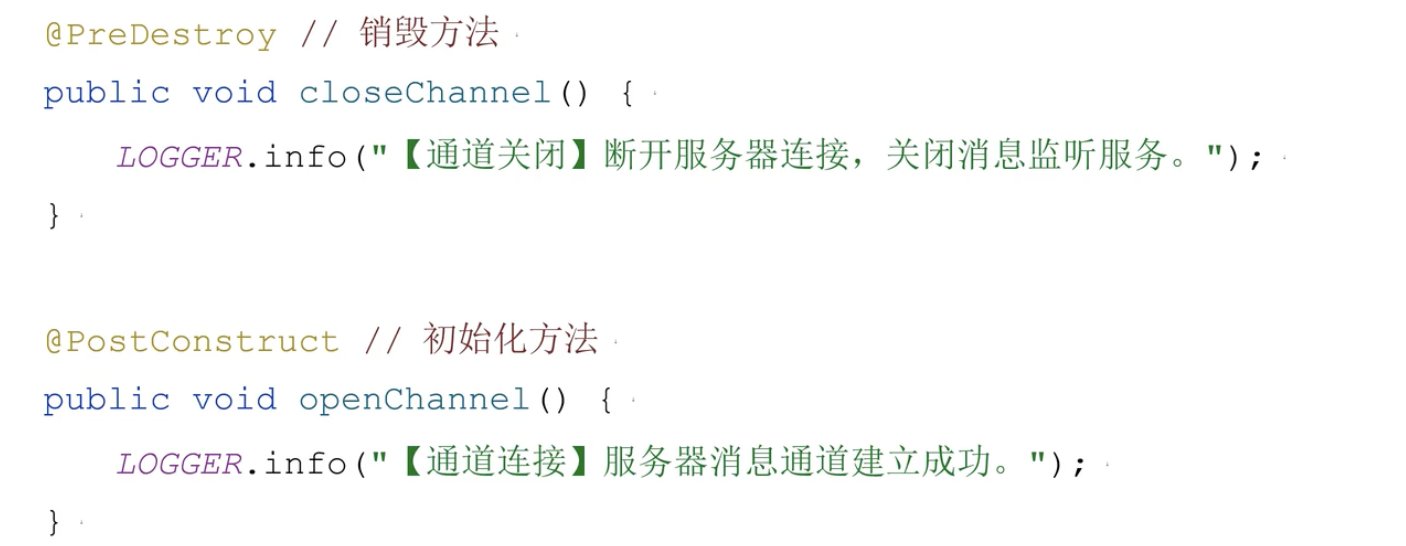 @PreDestroy // 销毁方法
public void closeChannel() {
LOGGER.info("【通道关闭】断开服务器连接，关闭消息监听服务。");
}
@PostConstruct // 初始化方法
public void openChannel() {
LOGGER.info("【通道连接】服务器消息通道建立成功。");
}